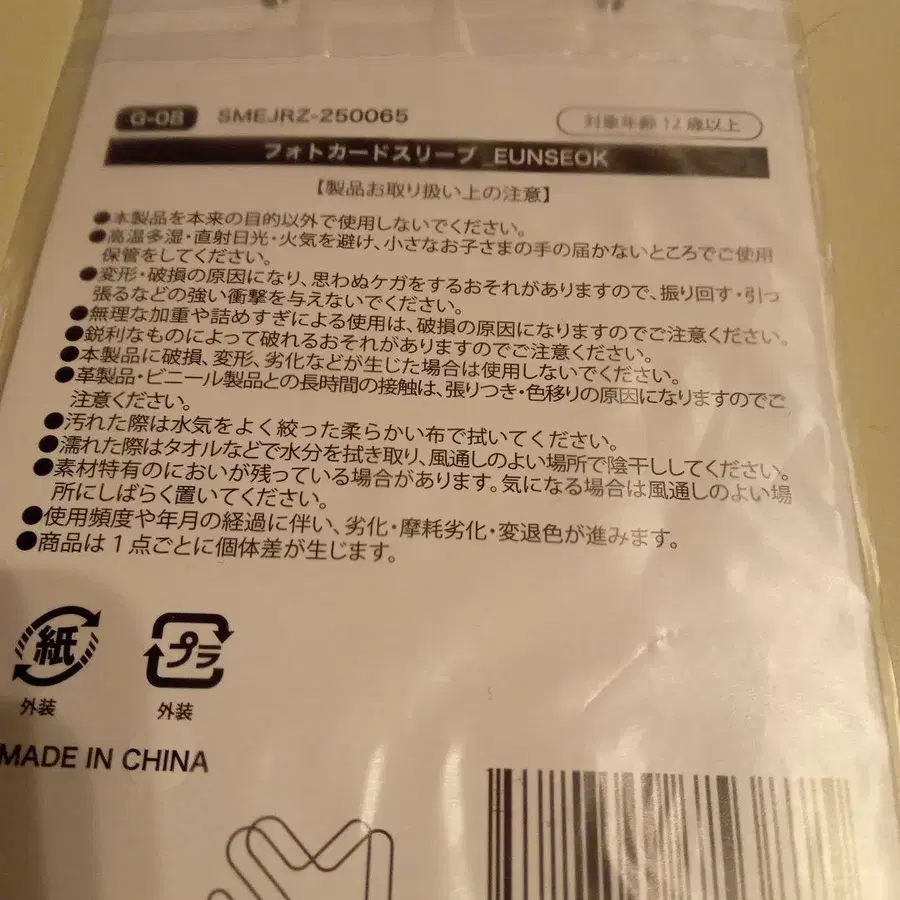 G-08 SMEJRZ-250065 対象年齢12歳以上
フォトカードスリーブ_EUNSEOK
【製品お取り扱い上の注意】
●本製品を本来の目的以外で使用しないでください。
●高温多湿・直射日光・火気を避け、小さなお子さまの手の届かないところでご使用
保管をしてください。
●変形・破損の原因になり、思わぬケガをするおそれがありますので、振り回す・引っ
張るなどの強い衝撃を与えないでください。
●無理な加重や詰めすぎによる使用は、破損の原因になりますのでご注意ください。
●鋭利なものによって破れるおそれがありますのでご注意ください。
●本製品に破損、変形、劣化などが生じた場合は使用しないでください。
●革製品・ビニール製品との長時間の接触は、張りつき・色移りの原因になりますのでご
注意ください。
●汚れた際は水気をよく絞った柔らかい布で拭いてください。
●濡れた際はタオルなどで水分を拭き取り、風通しのよい場所で陰干ししてください。
●素材特有のにおいが残っている場合があります。気になる場合は風通しのよい場
所にしばらく置いてください。
●使用頻度や年月の経過に伴い、劣化・摩耗劣化・変退色が進みます。
●商品は1点ごとに個体差が生じます。
紙 プラ
外装 外装
MADE IN CHINA